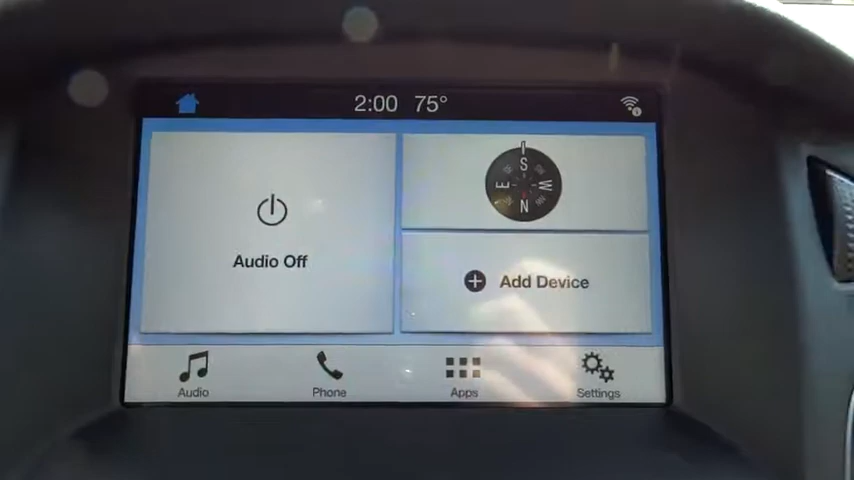 2:00 75°
S
E W
N
Audio Off
Add Device
Audio Phone Apps Settings